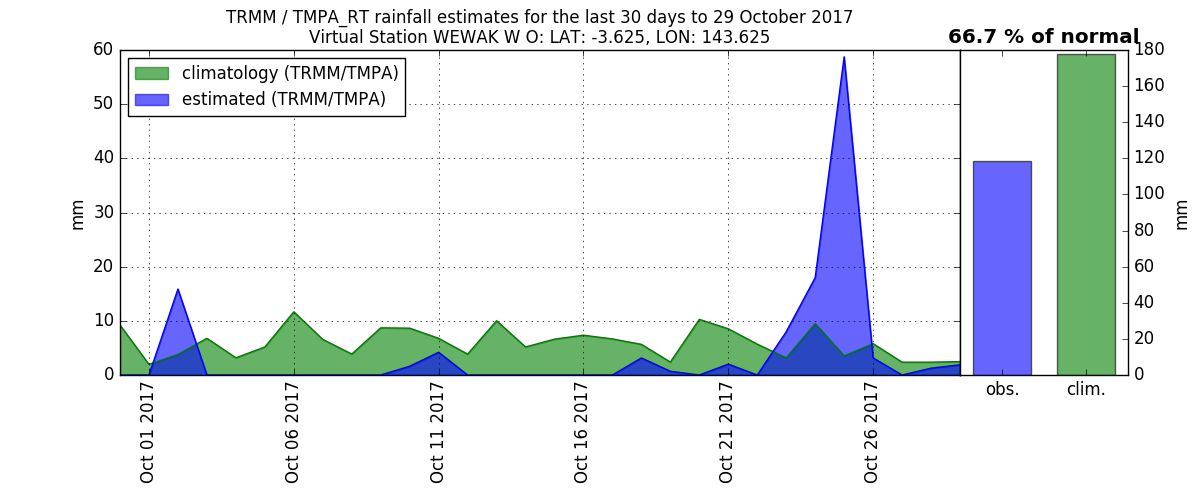 TRMM / TMPA_RT rainfall estimates for the last 30 days to 29 October 2017
Virtual Station WEWAK W O: LAT: -3.625, LON: 143.625
66.7 % of normal
climatology (TRMM/TMPA)
estimated (TRMM/TMPA)
60
50
40
30
20
10
0
mm
Oct 01 2017
Oct 06 2017
Oct 11 2017
Oct 16 2017
Oct 21 2017
Oct 26 2017
180
160
140
120
100
80
60
40
20
0
mm
obs.
clim.